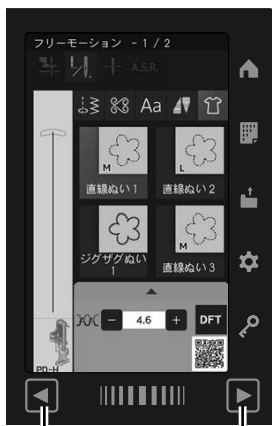 フリーモーション - 1 / 2
A.S.R.
Aa
M
L
直線ぬい1
直線ぬい2
M
ジグザグぬい
1
直線ぬい3
4.6
DFT
PD-H